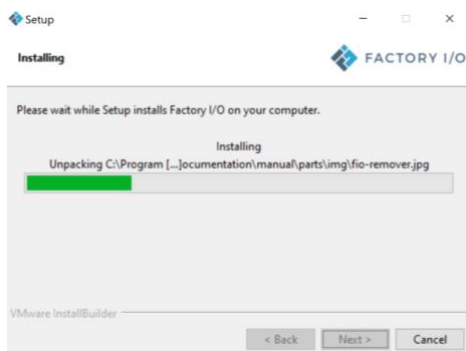 Setup
Installing
FACTORY I/O
Please wait while Setup installs Factory I/O on your computer.
Installing
Unpacking C:\Program [...]ocumentation\manual\parts\img\fio-remover.jpg
VMware InstallBuilder
< Back Next > Cancel